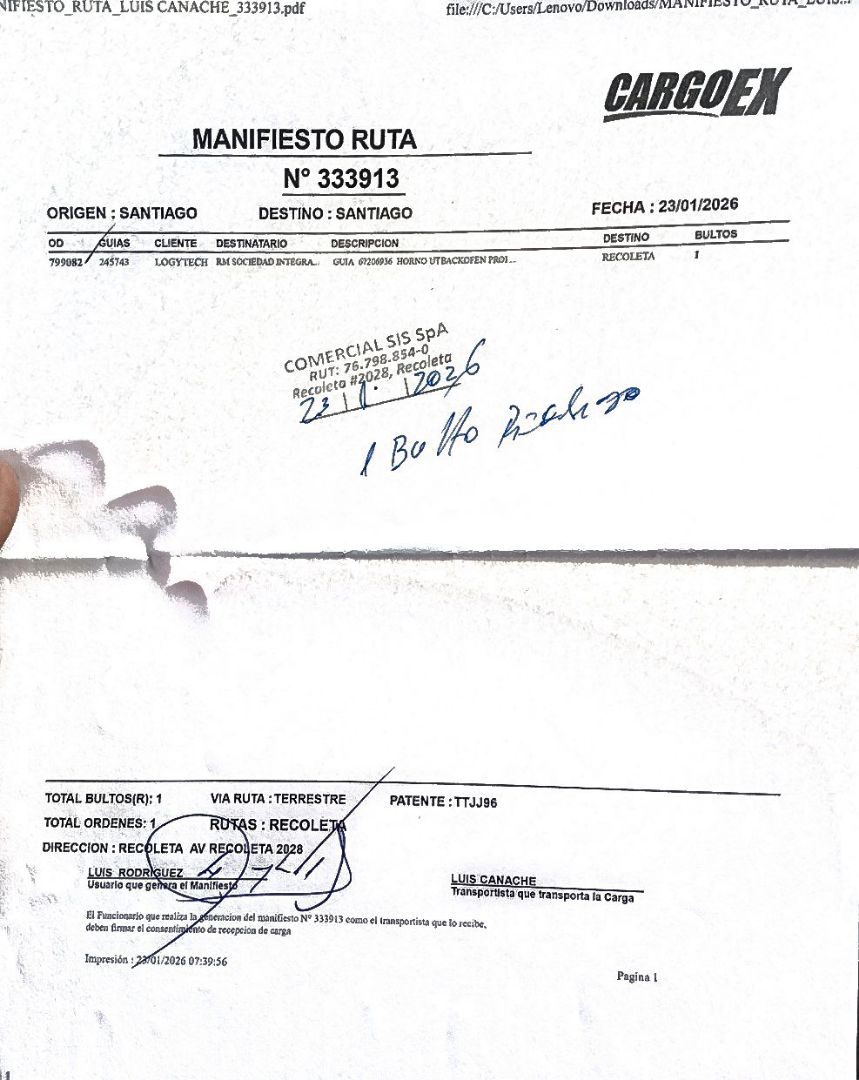 NIFIESTO_RUTA_LUIS CANACHE_333913.pdf
file:///C:/Users/Lenovo/Downloads/MANIFIESTO_RUTA_LUIS...
CARGOEX
MANIFIESTO RUTA
N° 333913
ORIGEN : SANTIAGO DESTINO : SANTIAGO FECHA : 23/01/2026
OD GUIAS CLIENTE DESTINATARIO DESCRIPCION DESTINO BULTOS
799082 245743 LOGYTECH RM SOCIEDAD INTEGRA... GUIA 67206936 HORNO UTBACKOFEN PRO1... RECOLETA 1
COMERCIAL SIS SpA
RUT: 76.798.854-0
Recoleta #2028, Recoleta
23 1 2026
1 Bulto
TOTAL BULTOS(R): 1 VIA RUTA : TERRESTRE PATENTE : TTJJ96
TOTAL ORDENES: 1 RUTAS : RECOLETA
DIRECCION : RECOLETA AV RECOLETA 2028
LUIS RODRIGUEZ LUIS CANACHE
Usuario que genera el Manifiesto Transportista que transporta la Carga
El Funcionario que realiza la generacion del manifiesto N° 333913 como el transportista que lo recibe,
deben firmar el consentimiento de recepcion de carga
Impresión : 23/01/2026 07:39:56
Pagina 1